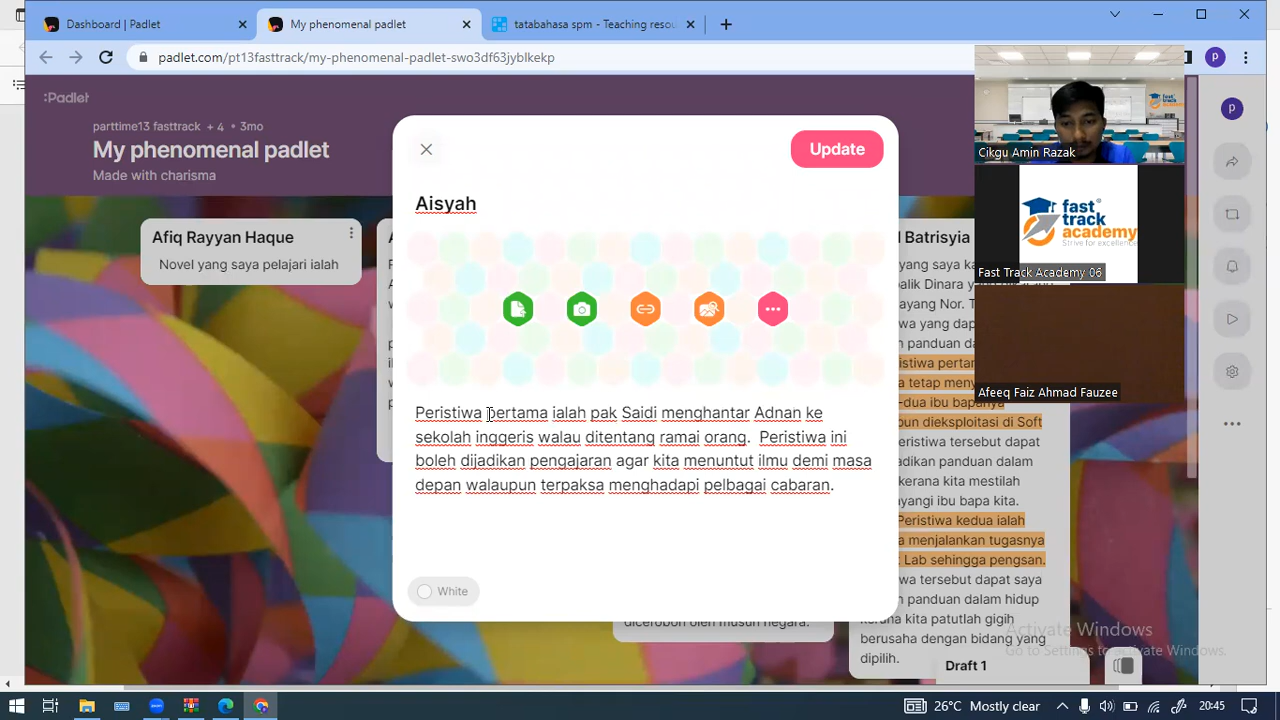 Dashboard | Padlet
My phenomenal padlet
tatabahasa spm - Teaching resou
padlet.com/pt13fasttrack/my-phenomenal-padlet-swo3df63jyblkekp
P
:Padlet
parttime13 fasttrack + 4 • 3mo
My phenomenal padlet
Made with charisma
Afiq Rayyan Haque
Novel yang saya pelajari ialah
Update
Aisyah
Peristiwa pertama ialah pak Saidi menghantar Adnan ke
sekolah inggeris walau ditentang ramai orang. Peristiwa ini
boleh dijadikan pengajaran agar kita menuntut ilmu demi masa
depan walaupun terpaksa menghadapi pelbagai cabaran.
White
diceroboh oleh musuh negara.
Batrisyia
yang saya ka
balik Dinara
ayang Nor. T
wa yang dap
panduan da
istiwa pertam
a tetap meny
-dua ibu bapanya
pun dieksploitasi di Soft
eristiwa tersebut dapat
adikan panduan dalam
kerana kita mestilah
ayangi ibu bapa kita.
Peristiwa kedua ialah
a menjalankan tugasnya
Lab sehingga pengsan.
wa tersebut dapat saya
n panduan dalam hidup
kerana kita patutlah gigih
berusaha dengan bidang yang
dipilih.
Draft 1
Cikgu Amin Razak
fast track academy
Strive for excellence
Fast Track Academy 06
Afeeq Faiz Ahmad Fauzee
p
Activate Windows
Go to Settings to activate Windows.
26°C Mostly clear
20:45